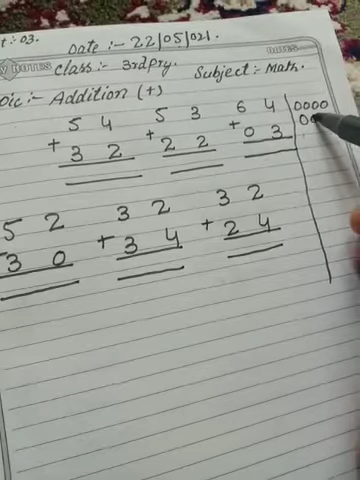 t:- 03.
Date :- 22/05/021.
NOTES
NOTES class:- 3rd pry. Subject:- Math.
pic:- Addition (+)
5 4 5 3 6 4 0000
+ 3 2 + 2 2 + 0 3 00
5 2 3 2 3 2
3 0 + 3 4 + 2 4